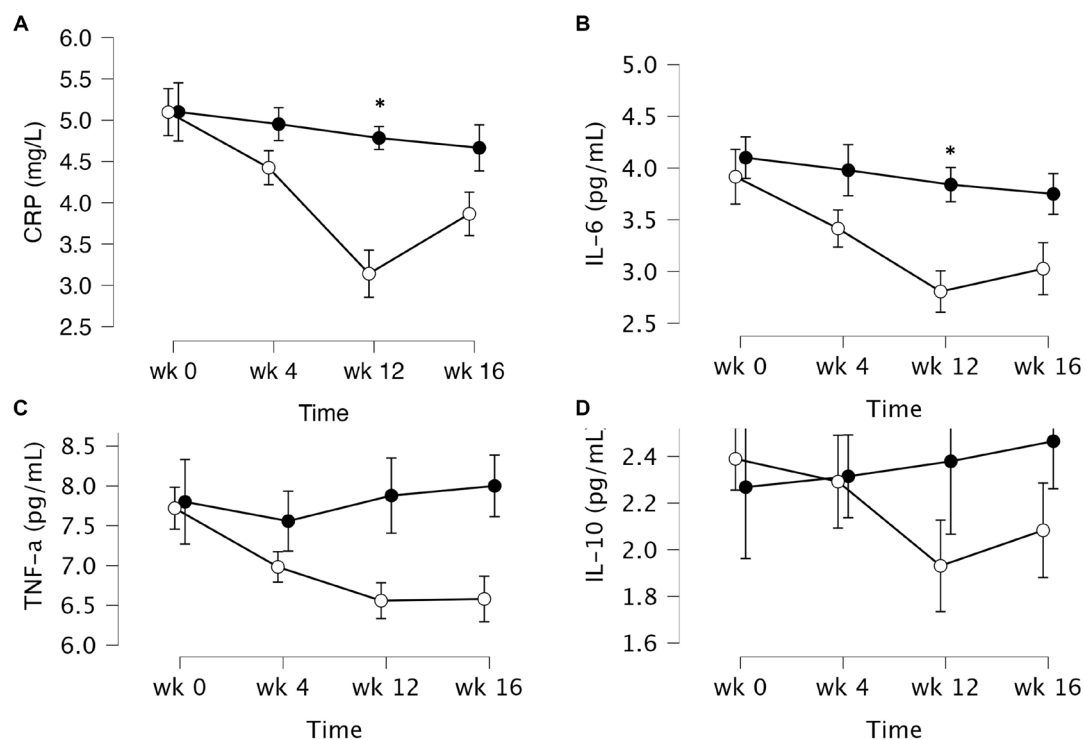 A
CRP (mg/L)
6.0
5.5
5.0
4.5
4.0
3.5
3.0
2.5
*
wk 0 wk 4 wk 12 wk 16
Time
B
IL-6 (pg/mL)
5.0
4.5
4.0
3.5
3.0
2.5
*
wk 0 wk 4 wk 12 wk 16
Time
C
TNF-a (pg/mL)
8.5
8.0
7.5
7.0
6.5
6.0
wk 0 wk 4 wk 12 wk 16
Time
D
IL-10 (pg/mL)
2.4
2.2
2.0
1.8
1.6
wk 0 wk 4 wk 12 wk 16
Time